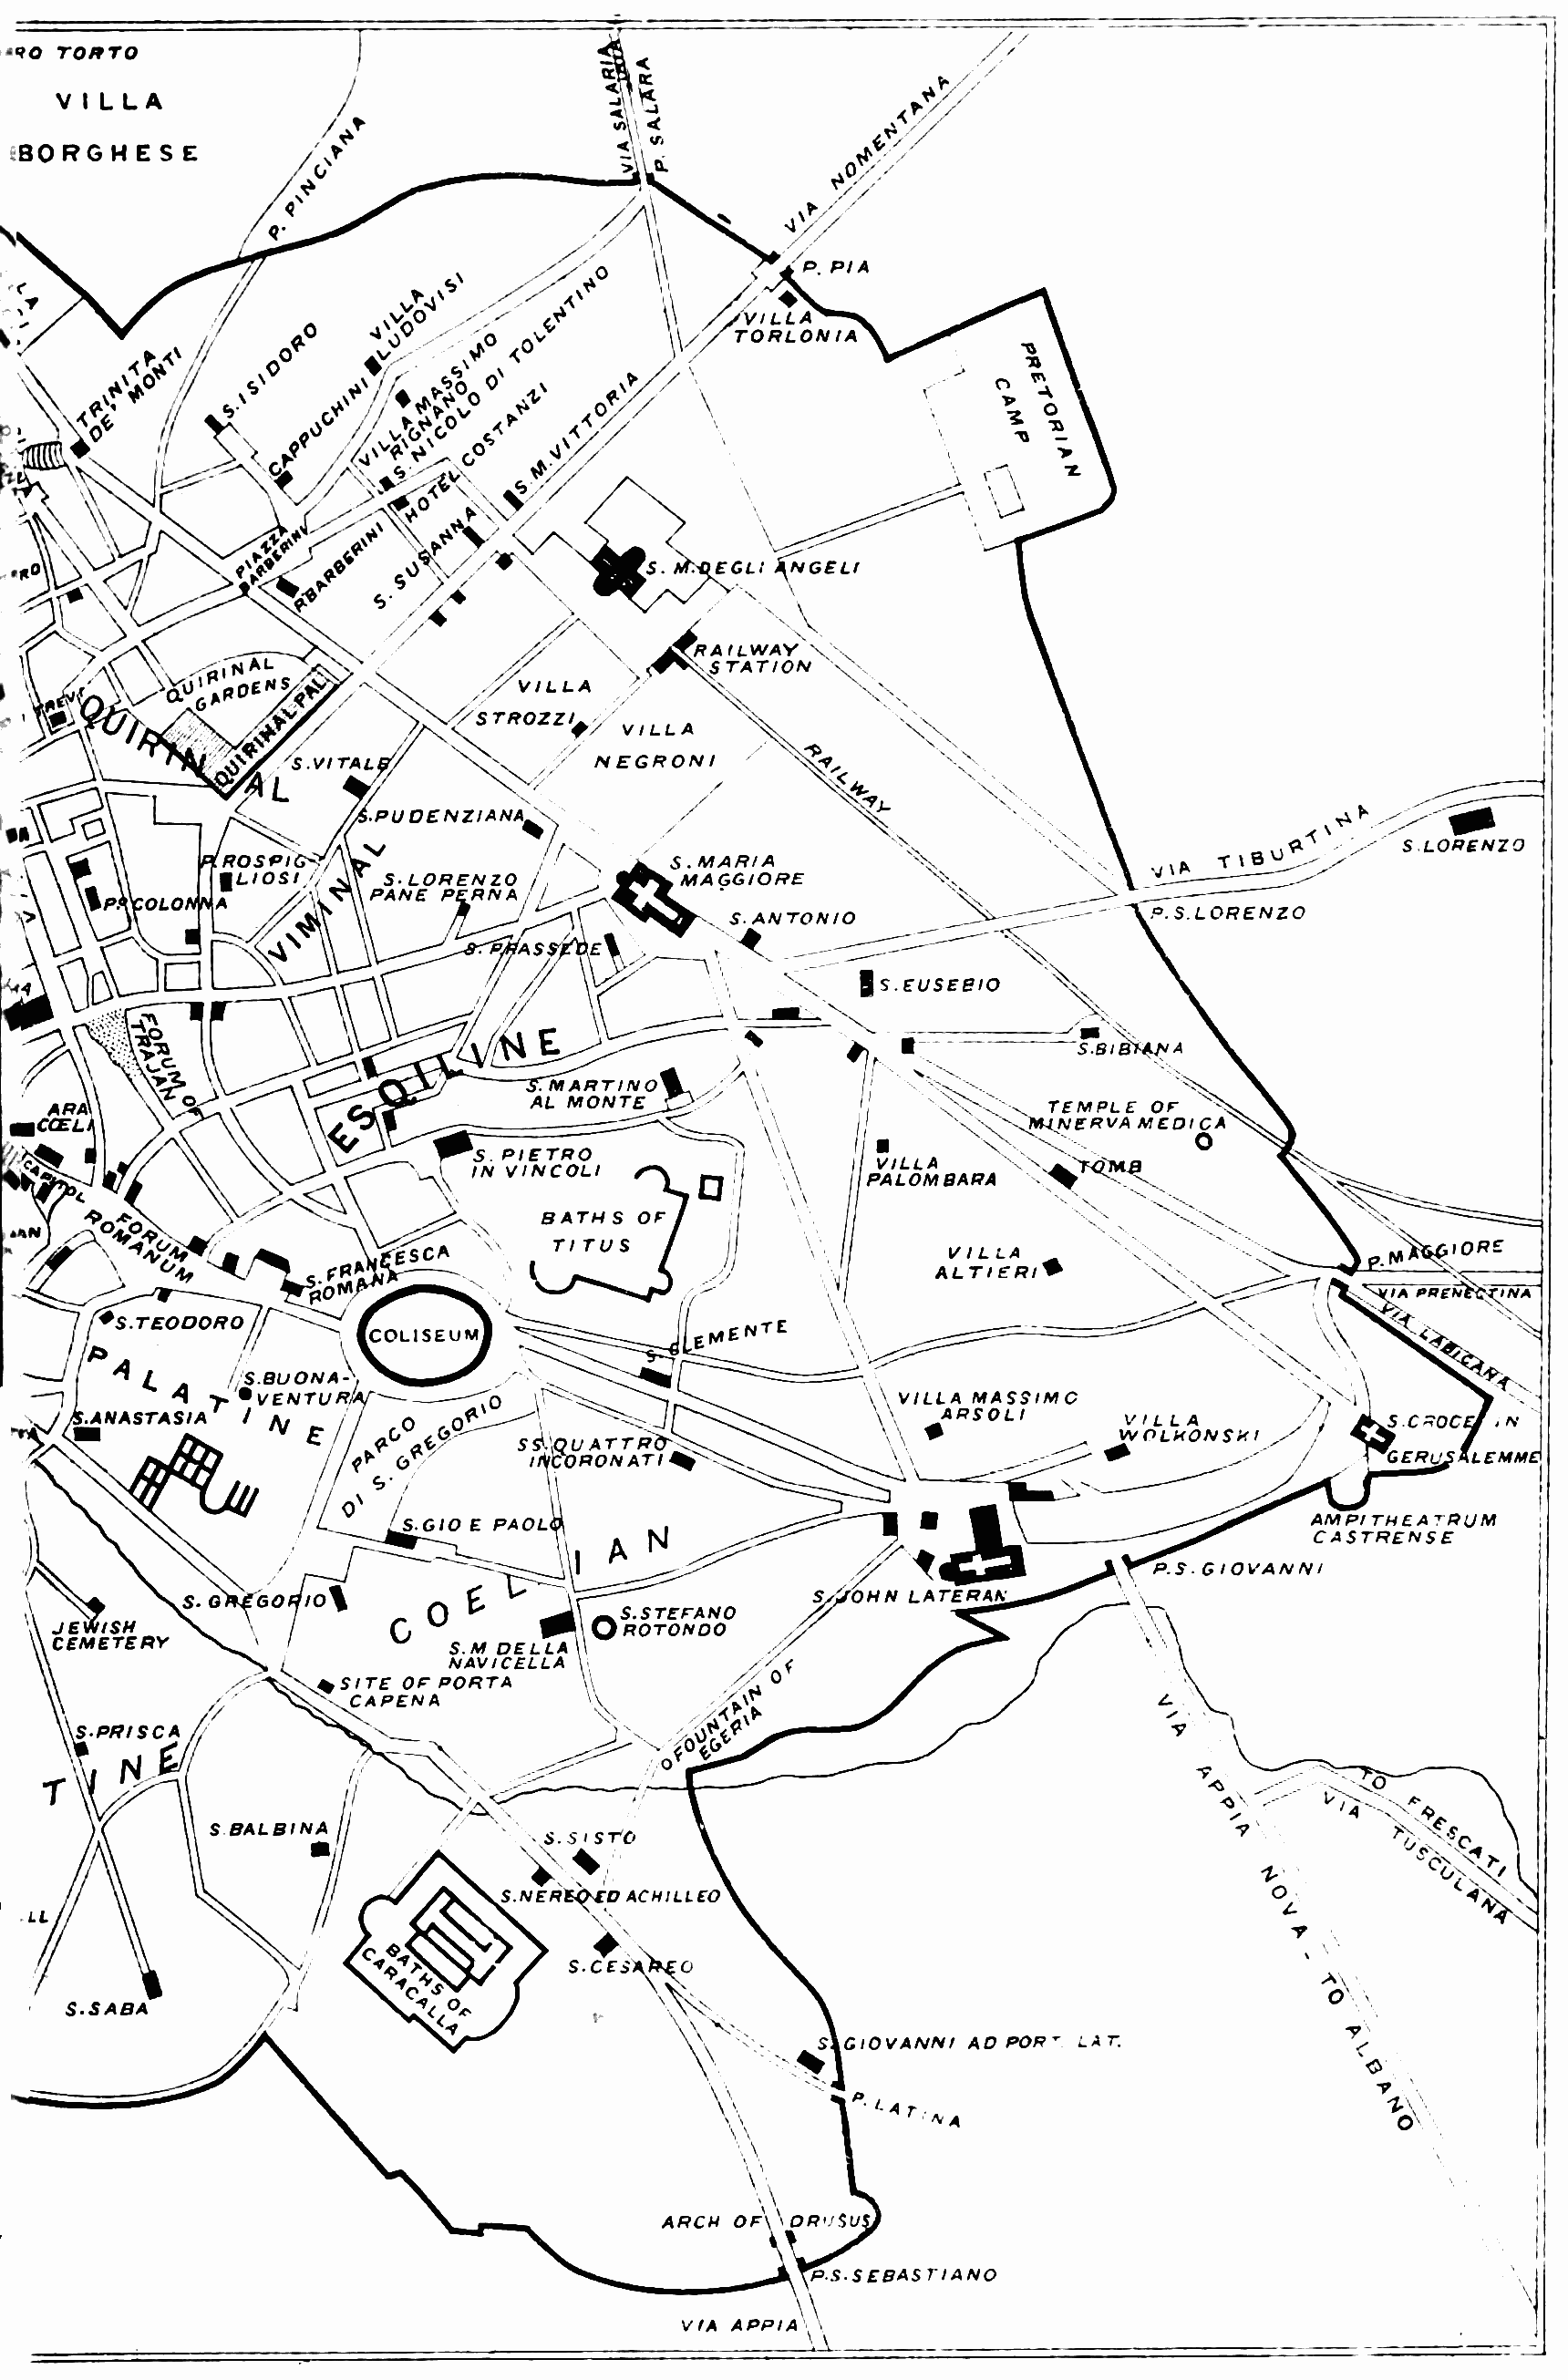 RO TORTO
VILLA
BORGHESE
P. PINCIANA
VIA SALARIA
P. SALARA
VIA NOMENTANA
P. PIA
VILLA
TORLONIA
PRETORIAN
CAMP
TRINITA
DE' MONTI
S. ISIDORO
VILLA
LUDOVISI
CAPPUCHINI
VILLA MASSIMO
RIGNANO
S. NICOLO DI TOLENTINO
HOTEL COSTANZI
S.M. VITTORIA
PIAZZA
BARBERINI
P. BARBERINI
S. SUSANNA
S. M. DEGLI ANGELI
RAILWAY
STATION
QUIRINAL
GARDENS
QUIRINAL PAL
TREVI
QUIRINAL
VILLA
STROZZI
VILLA
NEGRONI
RAILWAY
S. VITALE
S. PUDENZIANA
P. ROSPIG-
LIOSI
VIMINAL
S. LORENZO
PANE PERNA
S. MARIA
MAGGIORE
VIA TIBURTINA
S. LORENZO
P. COLONNA
S. ANTONIO
P.S. LORENZO
S. PRASSEDE
S. EUSEBIO
FORUM OF
TRAJAN
ESQILINE
S. BIBIANA
S. MARTINO
AL MONTE
TEMPLE OF
MINERVA MEDICA
ARA
CŒLI
CAPITOL
S. PIETRO
IN VINCOLI
VILLA
PALOMBARA
TOMB
FORUM
ROMANUM
BATHS OF
TITUS
S. FRANCESCA
ROMANA
VILLA
ALTIERI
P. MAGGIORE
VIA PRENECTINA
VIA LABICANA
S. TEODORO
COLISEUM
S. CLEMENTE
PALATINE
S. BUONA-
VENTURA
S. ANASTASIA
PARCO
DI S. GREGORIO
VILLA MASSIMO
ARSOLI
VILLA
WOLKONSKI
S. CROCE IN
GERUSALEMME
SS. QUATTRO
INCORONATI
AMPITHEATRUM
CASTRENSE
S. GIO E PAOLO
COELIAN
P.S. GIOVANNI
S. GREGORIO
S. JOHN LATERAN
JEWISH
CEMETERY
S. STEFANO
ROTONDO
S.M DELLA
NAVICELLA
SITE OF PORTA
CAPENA
FOUNTAIN OF
EGERIA
S. PRISCA
TINE
VIA APPIA NOVA - TO ALBANO
TO FRESCATI
VIA TUSCULANA
S. BALBINA
S. SISTO
S. NEREO ED ACHILLEO
LL
BATHS OF
CARACALLA
S. CESAREO
S. SABA
S. GIOVANNI AD PORT. LAT.
P. LATINA
ARCH OF DRUSUS
P.S. SEBASTIANO
VIA APPIA